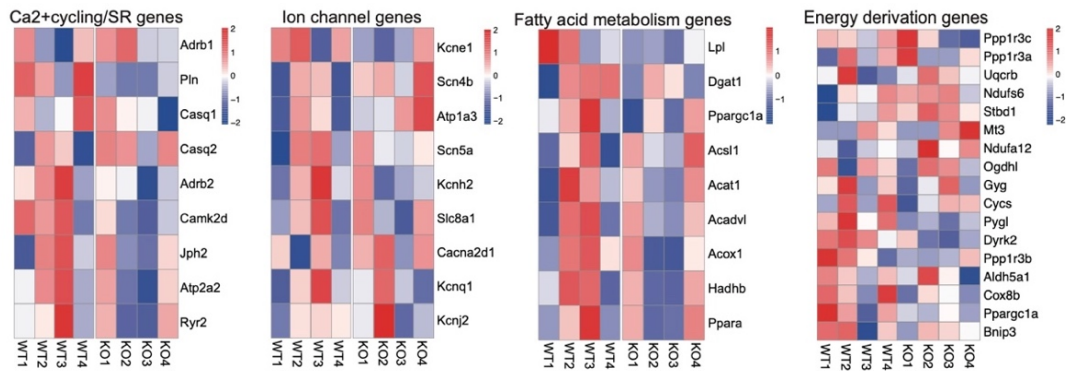 Ca2+cycling/SR genes
Adrb1
Pln
Casq1
Casq2
Adrb2
Camk2d
Jph2
Atp2a2
Ryr2
2
1
0
−1
−2
WT1 WT2 WT3 WT4 KO1 KO2 KO3 KO4
Ion channel genes
Kcne1
Scn4b
Atp1a3
Scn5a
Kcnh2
Slc8a1
Cacna2d1
Kcnq1
Kcnj2
2
1
0
−1
−2
WT1 WT2 WT3 WT4 KO1 KO2 KO3 KO4
Fatty acid metabolism genes
Lpl
Dgat1
Ppargc1a
Acsl1
Acat1
Acadvl
Acox1
Hadhb
Ppara
1
0
−1
WT1 WT2 WT3 WT4 KO1 KO2 KO3 KO4
Energy derivation genes
Ppp1r3c
Ppp1r3a
Uqcrb
Ndufs6
Stbd1
Mt3
Ndufa12
Ogdhl
Gyg
Cycs
Pygl
Dyrk2
Ppp1r3b
Aldh5a1
Cox8b
Ppargc1a
Bnip3
2
1
0
−1
−2
WT1 WT2 WT3 WT4 KO1 KO2 KO3 KO4